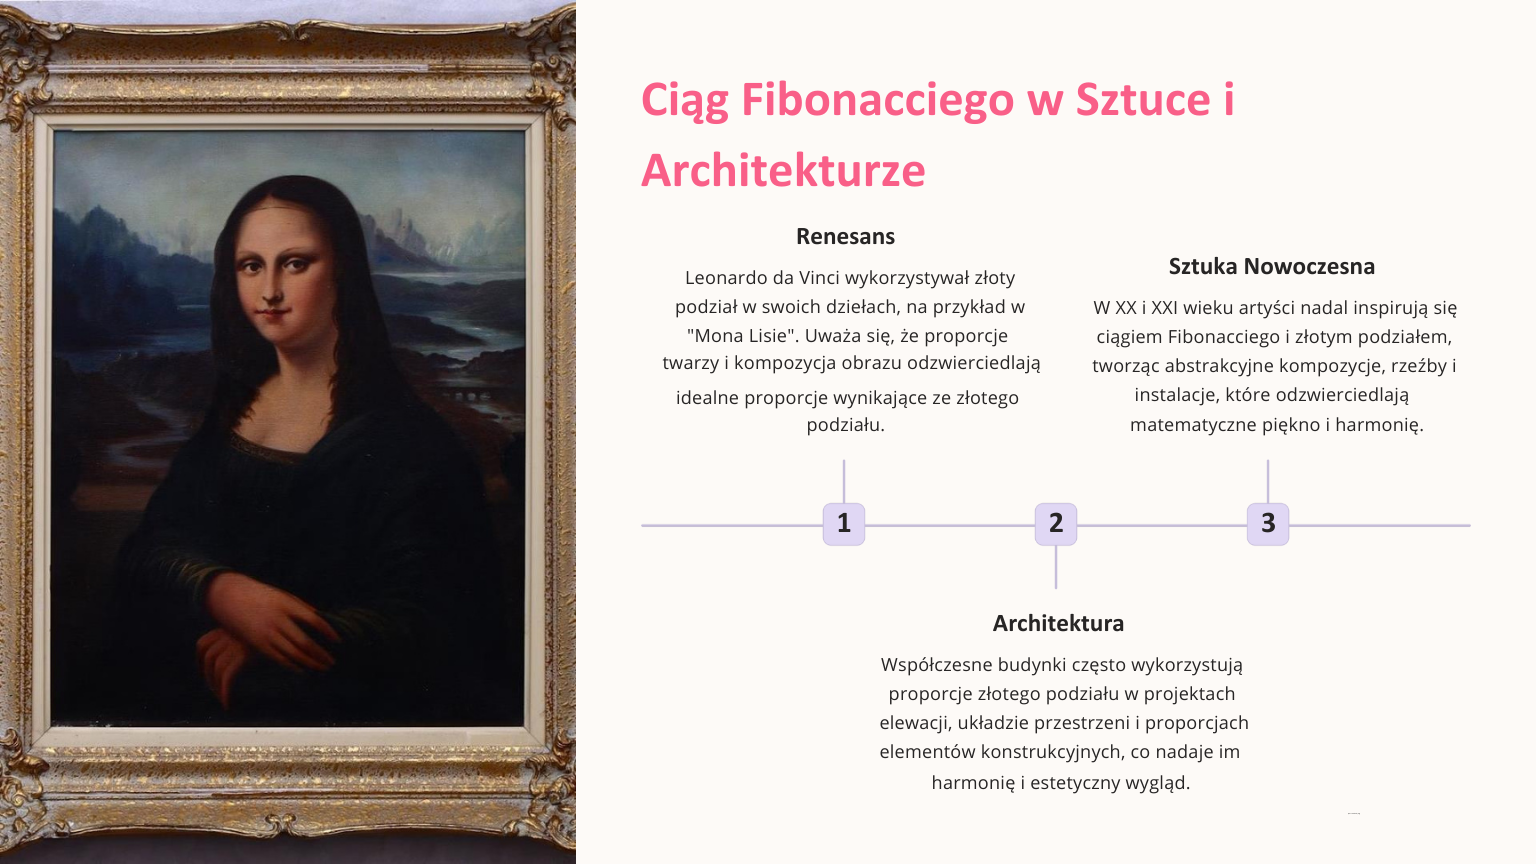 Ciąg Fibonacciego w Sztuce i
Architekturze
Renesans
Leonardo da Vinci wykorzystywał złoty
podział w swoich dziełach, na przykład w
"Mona Lisie". Uważa się, że proporcje
twarzy i kompozycja obrazu odzwierciedlają
idealne proporcje wynikające ze złotego
podziału.
Sztuka Nowoczesna
W XX i XXI wieku artyści nadal inspirują się
ciągiem Fibonacciego i złotym podziałem,
tworząc abstrakcyjne kompozycje, rzeźby i
instalacje, które odzwierciedlają
matematyczne piękno i harmonię.
1
2
3
Architektura
Współczesne budynki często wykorzystują
proporcje złotego podziału w projektach
elewacji, układzie przestrzeni i proporcjach
elementów konstrukcyjnych, co nadaje im
harmonię i estetyczny wygląd.